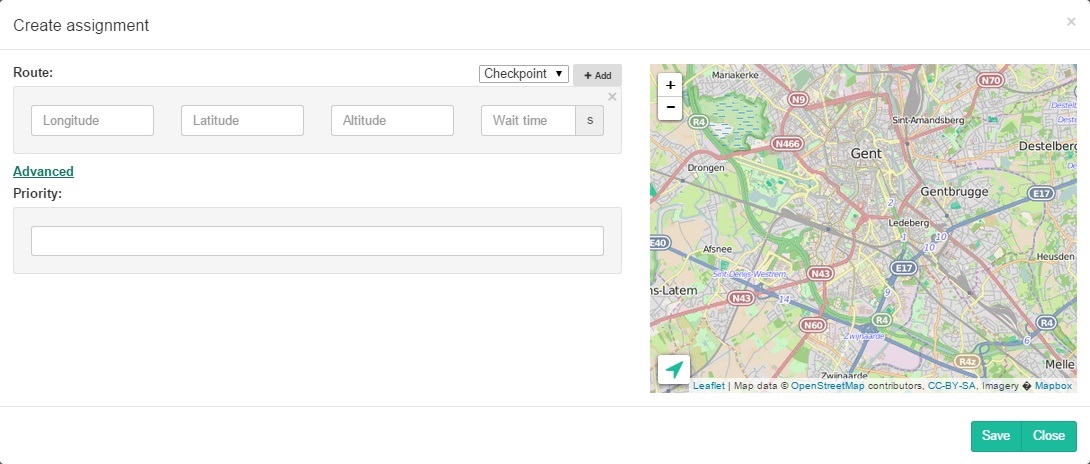 Create assignment ×
Route:
Checkpoint ▼
+ Add
×
Longitude
Latitude
Altitude
Wait time s
Advanced
Priority:
+
−
Mariakerke
N70
N9
R4
Sint-Amandsberg
N466
Gent
Destelberg
Drongen
Gentbrugge
E17
2
Ledeberg
10
1
10
E40
Afsnee
Heusden
Sint-Denijs-Westrem
N43
E17
ns-Latem
9
N43
14
R4
N60
R4
Zwijnaarde
6
R4z
Melle
Zwijnaarde
Leaflet | Map data © OpenStreetMap contributors, CC-BY-SA, Imagery � Mapbox
Save Close